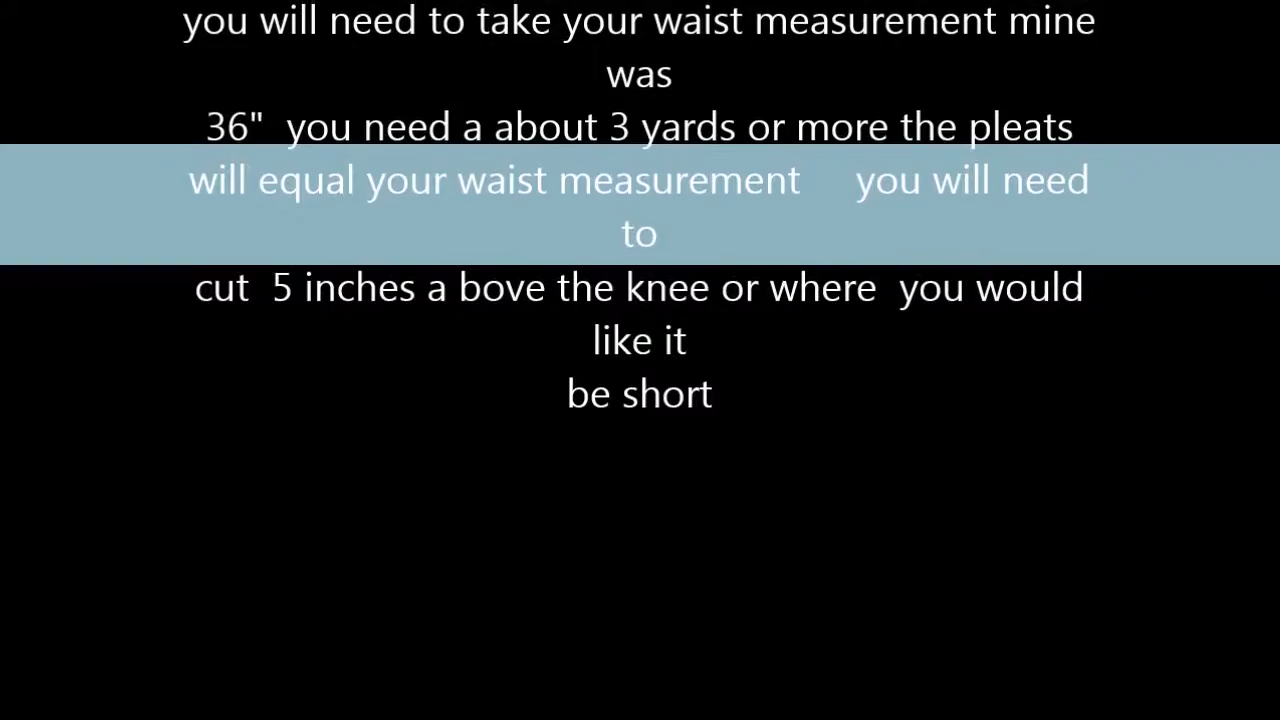 you will need to take your waist measurement mine
was
36"  you need a about 3 yards or more the pleats
will equal your waist measurement     you will need
to
cut  5 inches a bove the knee or where  you would
like it
be short